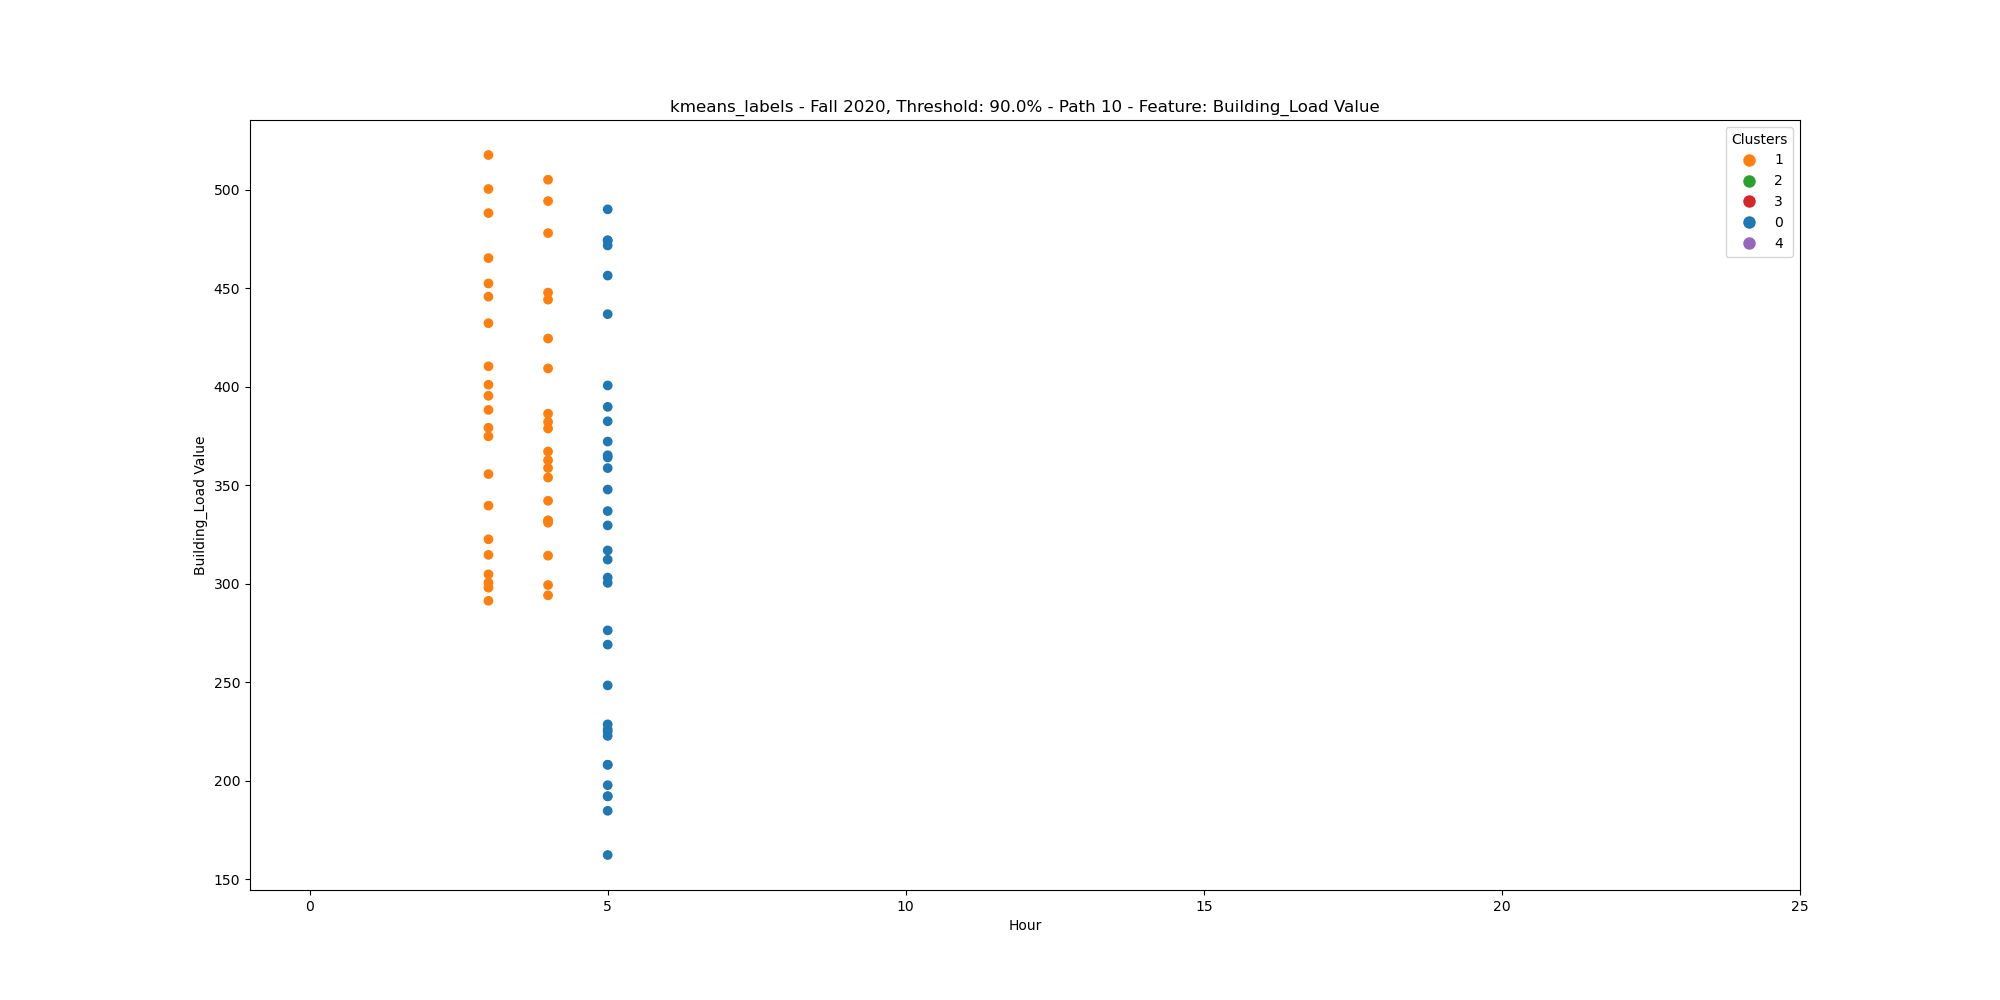 kmeans_labels - Fall 2020, Threshold: 90.0% - Path 10 - Feature: Building_Load Value
Clusters
1
2
3
0
4
500
450
400
350
300
250
200
150
Building_Load Value
0 5 10 15 20 25
Hour